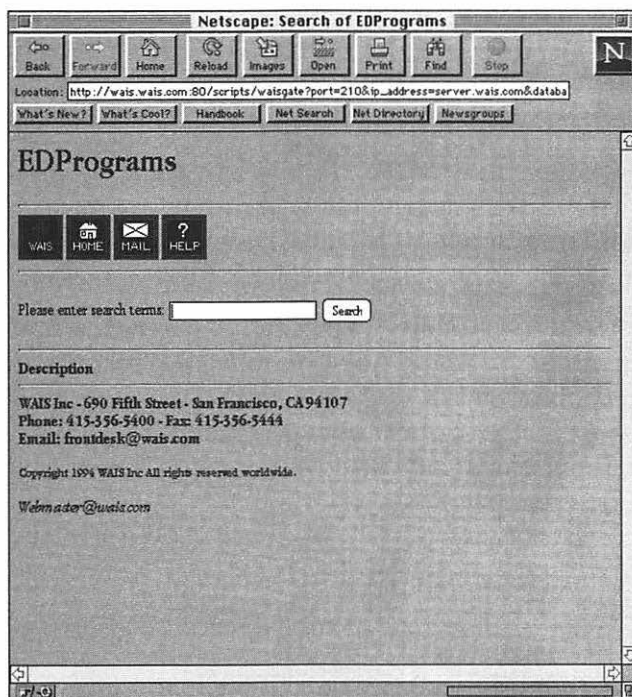 Netscape: Search of EDPrograms
Back Forward Home Reload Images Open Print Find Stop
N
Location: http://wais.wais.com:80/scripts/waisgate?port=210&ip_address=server.wais.com&databa
What's New? What's Cool? Handbook Net Search Net Directory Newsgroups
EDPrograms
WAIS HOME MAIL ? HELP
Please enter search terms: Search
Description
WAIS Inc - 690 Fifth Street - San Francisco, CA 94107
Phone: 415-356-5400 - Fax: 415-356-5444
Email: frontdesk@wais.com
Copyright 1994 WAIS Inc All rights reserved worldwide.
Webmaster@wais.com